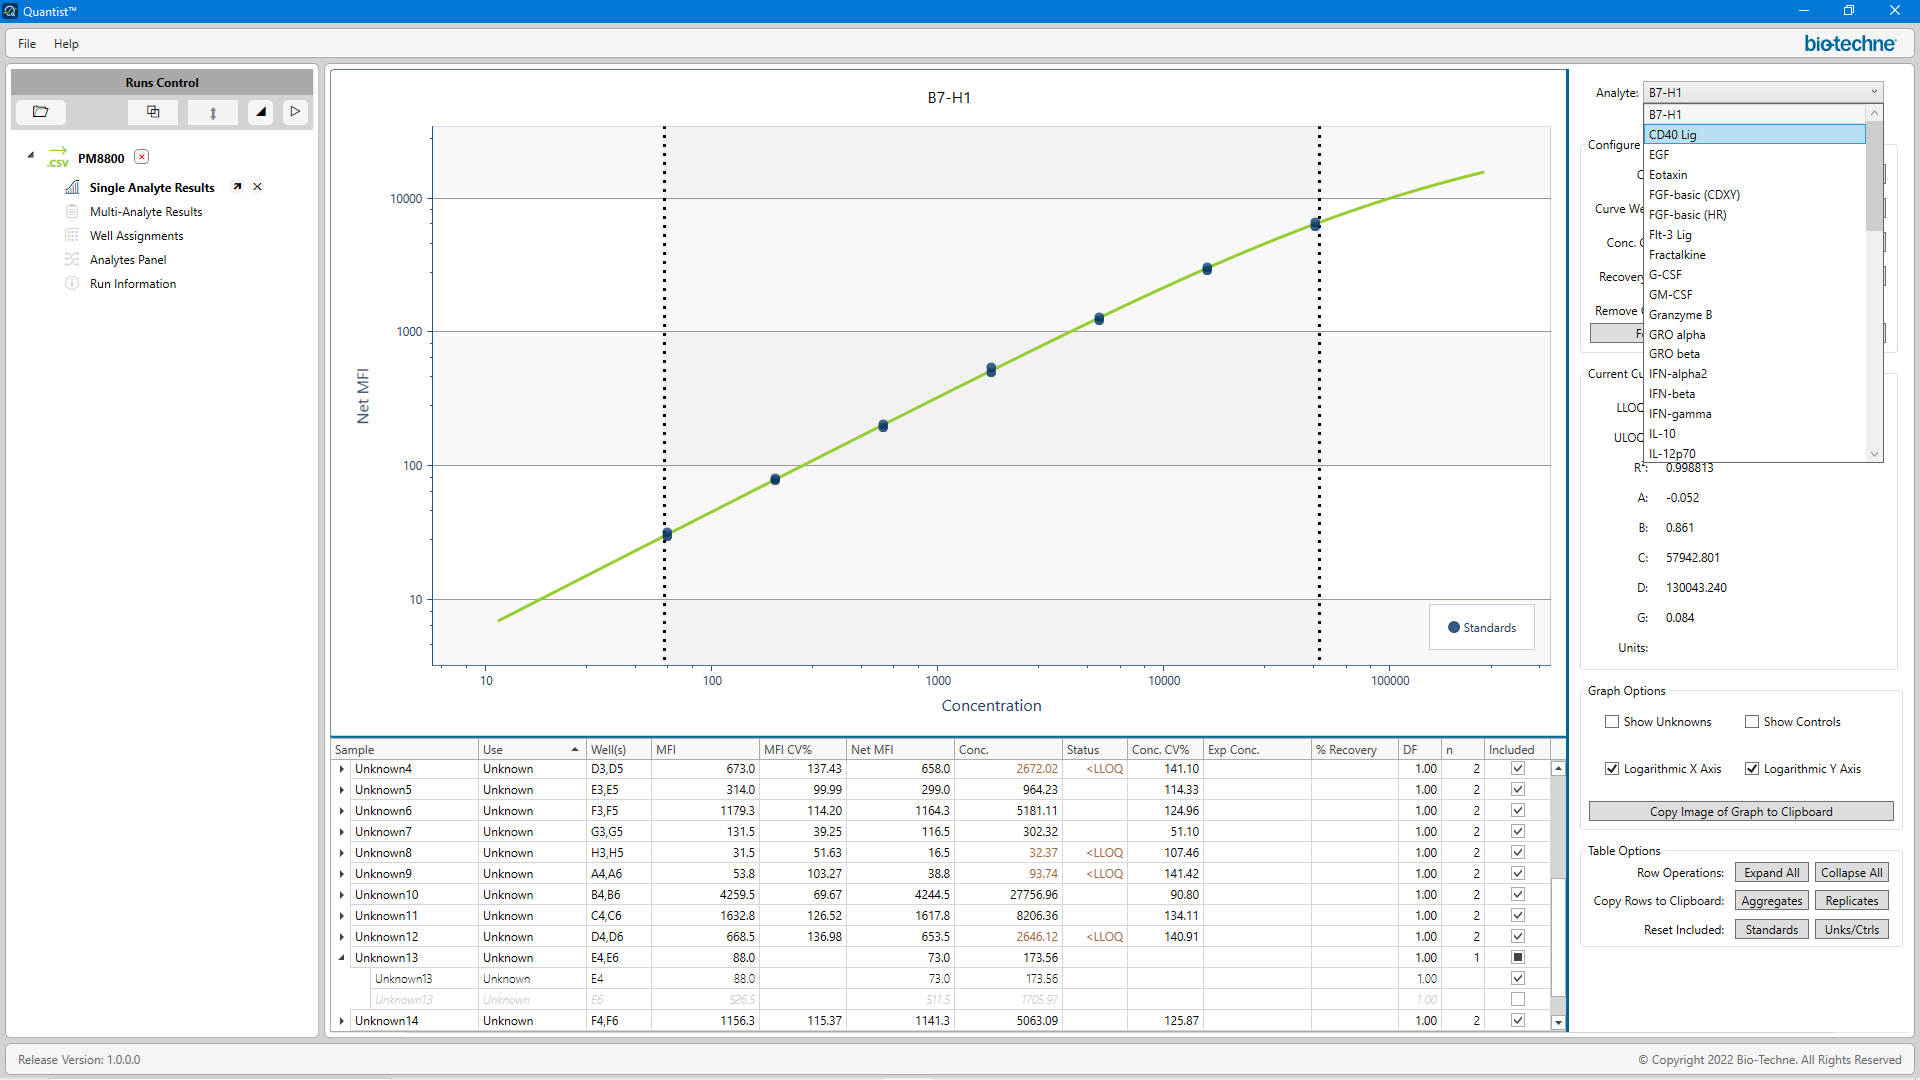 Quantist™
File Help
bio-techne
Runs Control
.csv PM8800
Single Analyte Results
Multi-Analyte Results
Well Assignments
Analytes Panel
Run Information
B7-H1
Net MFI
10000
1000
100
10
Standards
10 100 1000 10000 100000
Concentration
Analyte: B7-H1
B7-H1
CD40 Lig
EGF
Eotaxin
FGF-basic (CDXY)
FGF-basic (HR)
Flt-3 Lig
Fractalkine
G-CSF
GM-CSF
Granzyme B
GRO alpha
GRO beta
IFN-alpha2
IFN-beta
IFN-gamma
IL-10
IL-12p70
Configure
C
Curve We
Conc. C
Recovery
Remove
Fo
Current Cu
LLOQ
ULOQ
R²: 0.998813
A: -0.052
B: 0.861
C: 57942.801
D: 130043.240
G: 0.084
Units:
Graph Options
Show Unknowns Show Controls
Logarithmic X Axis Logarithmic Y Axis
Copy Image of Graph to Clipboard
Table Options
Row Operations: Expand All Collapse All
Copy Rows to Clipboard: Aggregates Replicates
Reset Included: Standards Unks/Ctrls
Sample Use Well(s) MFI MFI CV% Net MFI Conc. Status Conc. CV% Exp Conc. % Recovery DF n Included
Unknown4 Unknown D3,D5 673.0 137.43 658.0 2672.02 <LLOQ 141.10 1.00 2
Unknown5 Unknown E3,E5 314.0 99.99 299.0 964.23 114.33 1.00 2
Unknown6 Unknown F3,F5 1179.3 114.20 1164.3 5181.11 124.96 1.00 2
Unknown7 Unknown G3,G5 131.5 39.25 116.5 302.32 51.10 1.00 2
Unknown8 Unknown H3,H5 31.5 51.63 16.5 32.37 <LLOQ 107.46 1.00 2
Unknown9 Unknown A4,A6 53.8 103.27 38.8 93.74 <LLOQ 141.42 1.00 2
Unknown10 Unknown B4,B6 4259.5 69.67 4244.5 27756.96 90.80 1.00 2
Unknown11 Unknown C4,C6 1632.8 126.52 1617.8 8206.36 134.11 1.00 2
Unknown12 Unknown D4,D6 668.5 136.98 653.5 2646.12 <LLOQ 140.91 1.00 2
Unknown13 Unknown E4,E6 88.0 73.0 173.56 1.00 1
Unknown13 Unknown E4 88.0 73.0 173.56 1.00
Unknown13 Unknown E6 526.5 511.5 1705.97 1.00
Unknown14 Unknown F4,F6 1156.3 115.37 1141.3 5063.09 125.87 1.00 2
Release Version: 1.0.0.0
© Copyright 2022 Bio-Techne. All Rights Reserved